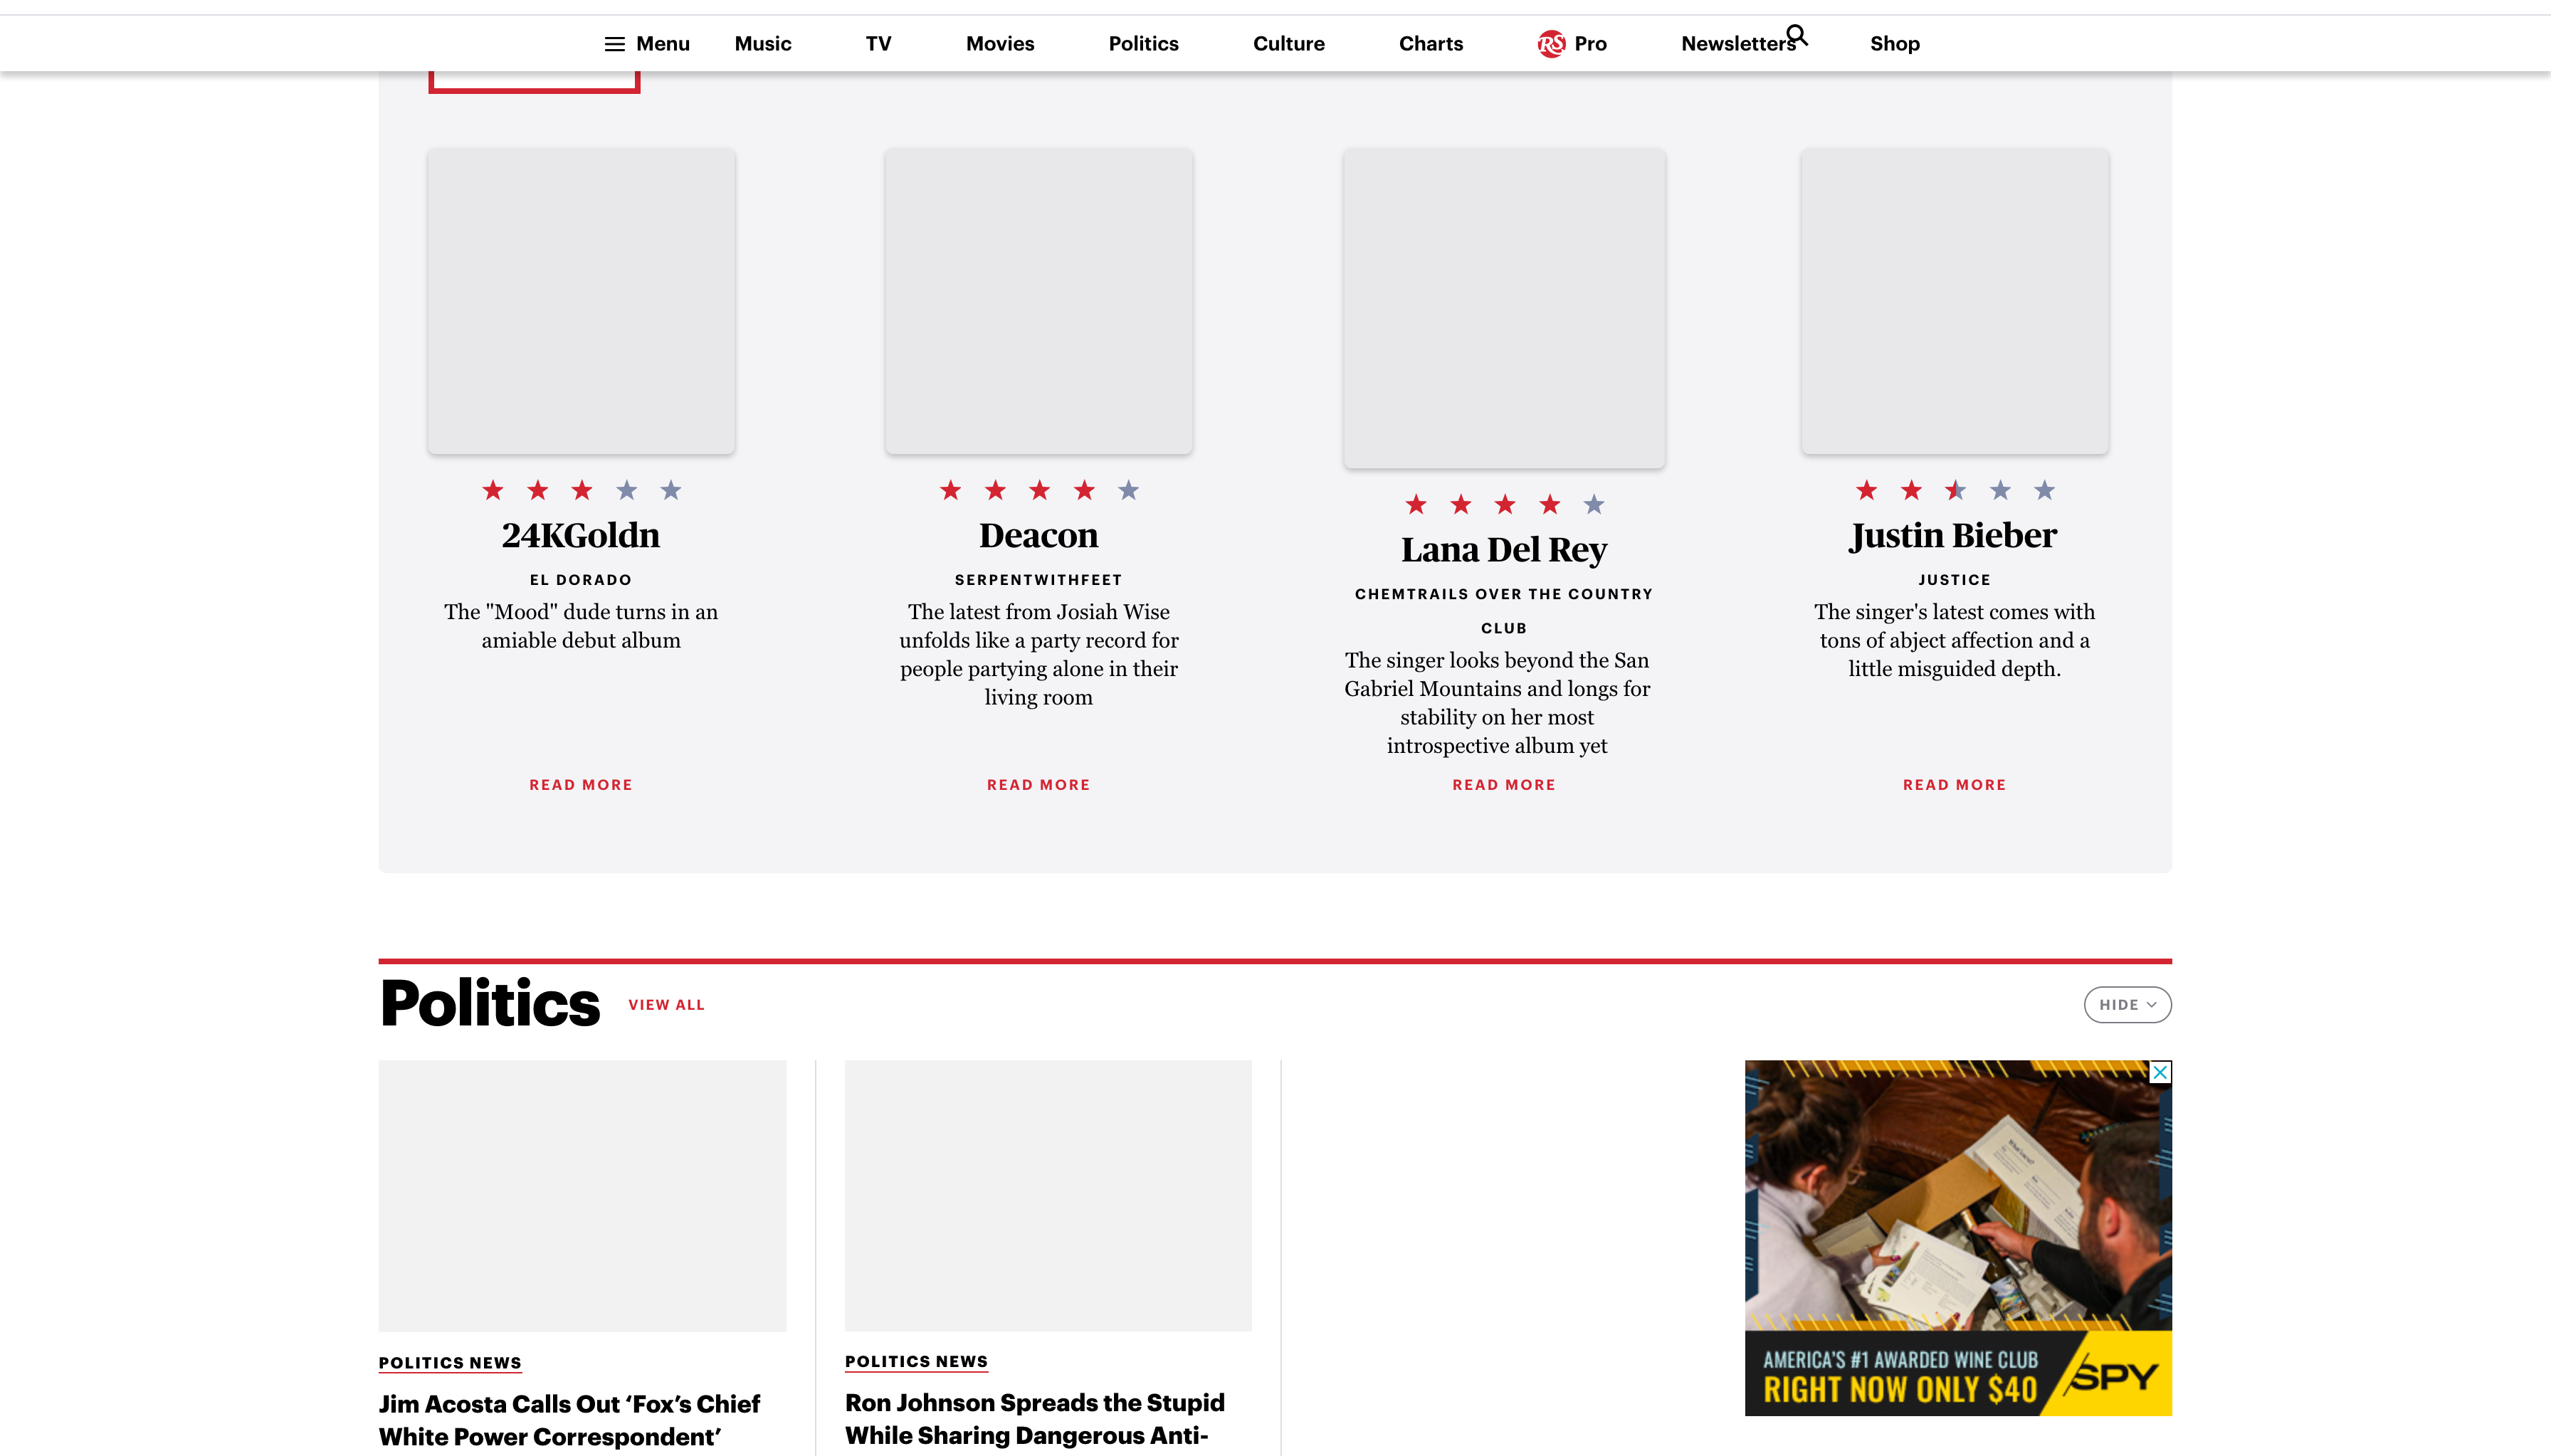 Menu
Music
TV
Movies
Politics
Culture
Charts
RS Pro
Newsletters
Shop
24KGoldn
EL DORADO
The "Mood" dude turns in an
amiable debut album
READ MORE
Deacon
SERPENTWITHFEET
The latest from Josiah Wise
unfolds like a party record for
people partying alone in their
living room
READ MORE
Lana Del Rey
CHEMTRAILS OVER THE COUNTRY
CLUB
The singer looks beyond the San
Gabriel Mountains and longs for
stability on her most
introspective album yet
READ MORE
Justin Bieber
JUSTICE
The singer's latest comes with
tons of abject affection and a
little misguided depth.
READ MORE
Politics
VIEW ALL
HIDE
POLITICS NEWS
Jim Acosta Calls Out ‘Fox’s Chief
White Power Correspondent’
POLITICS NEWS
Ron Johnson Spreads the Stupid
While Sharing Dangerous Anti-
AMERICA'S #1 AWARDED WINE CLUB
RIGHT NOW ONLY $40
SPY